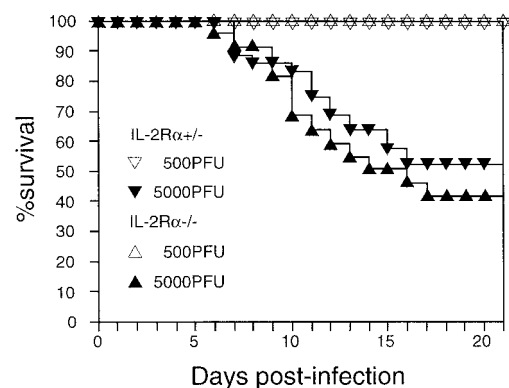 %survival
100
90
80
70
60
50
40
30
20
10
0
IL-2Rα+/-
▽ 500PFU
▼ 5000PFU
IL-2Rα-/-
△ 500PFU
▲ 5000PFU
0 5 10 15 20
Days post-infection